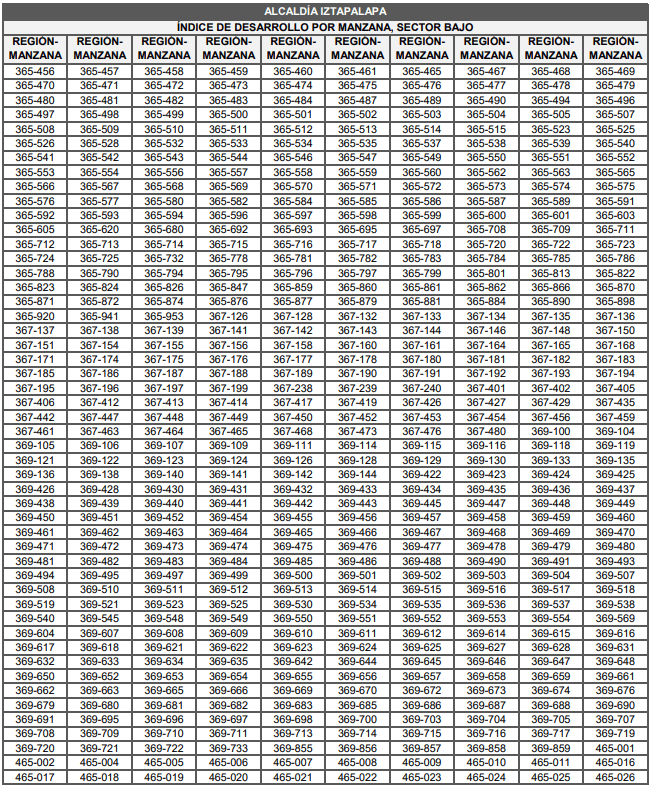 ALCALDÍA IZTAPALAPA
ÍNDICE DE DESARROLLO POR MANZANA, SECTOR BAJO
REGIÓN- REGIÓN- REGIÓN- REGIÓN- REGIÓN- REGIÓN- REGIÓN- REGIÓN- REGIÓN- REGIÓN-
MANZANA MANZANA MANZANA MANZANA MANZANA MANZANA MANZANA MANZANA MANZANA MANZANA
365-456 365-457 365-458 365-459 365-460 365-461 365-465 365-467 365-468 365-469
365-470 365-471 365-472 365-473 365-474 365-475 365-476 365-477 365-478 365-479
365-480 365-481 365-482 365-483 365-484 365-487 365-489 365-490 365-494 365-496
365-497 365-498 365-499 365-500 365-501 365-502 365-503 365-504 365-505 365-507
365-508 365-509 365-510 365-511 365-512 365-513 365-514 365-515 365-523 365-525
365-526 365-528 365-532 365-533 365-534 365-535 365-537 365-538 365-539 365-540
365-541 365-542 365-543 365-544 365-546 365-547 365-549 365-550 365-551 365-552
365-553 365-554 365-556 365-557 365-558 365-559 365-560 365-562 365-563 365-565
365-566 365-567 365-568 365-569 365-570 365-571 365-572 365-573 365-574 365-575
365-576 365-577 365-580 365-582 365-584 365-585 365-586 365-587 365-589 365-591
365-592 365-593 365-594 365-596 365-597 365-598 365-599 365-600 365-601 365-603
365-605 365-620 365-680 365-692 365-693 365-695 365-697 365-708 365-709 365-711
365-712 365-713 365-714 365-715 365-716 365-717 365-718 365-720 365-722 365-723
365-724 365-725 365-732 365-778 365-781 365-782 365-783 365-784 365-785 365-786
365-788 365-790 365-794 365-795 365-796 365-797 365-799 365-801 365-813 365-822
365-823 365-824 365-826 365-847 365-859 365-860 365-861 365-862 365-866 365-870
365-871 365-872 365-874 365-876 365-877 365-879 365-881 365-884 365-890 365-898
365-920 365-941 365-953 367-126 367-128 367-132 367-133 367-134 367-135 367-136
367-137 367-138 367-139 367-141 367-142 367-143 367-144 367-146 367-148 367-150
367-151 367-154 367-155 367-156 367-158 367-160 367-161 367-164 367-165 367-168
367-171 367-174 367-175 367-176 367-177 367-178 367-180 367-181 367-182 367-183
367-185 367-186 367-187 367-188 367-189 367-190 367-191 367-192 367-193 367-194
367-195 367-196 367-197 367-199 367-238 367-239 367-240 367-401 367-402 367-405
367-406 367-412 367-413 367-414 367-417 367-419 367-426 367-427 367-429 367-435
367-442 367-447 367-448 367-449 367-450 367-452 367-453 367-454 367-456 367-459
367-461 367-463 367-464 367-465 367-468 367-473 367-476 367-480 369-100 369-104
369-105 369-106 369-107 369-109 369-111 369-114 369-115 369-116 369-118 369-119
369-121 369-122 369-123 369-124 369-126 369-128 369-129 369-130 369-133 369-135
369-136 369-138 369-140 369-141 369-142 369-144 369-422 369-423 369-424 369-425
369-426 369-428 369-430 369-431 369-432 369-433 369-434 369-435 369-436 369-437
369-438 369-439 369-440 369-441 369-442 369-443 369-445 369-447 369-448 369-449
369-450 369-451 369-452 369-454 369-455 369-456 369-457 369-458 369-459 369-460
369-461 369-462 369-463 369-464 369-465 369-466 369-467 369-468 369-469 369-470
369-471 369-472 369-473 369-474 369-475 369-476 369-477 369-478 369-479 369-480
369-481 369-482 369-483 369-484 369-485 369-486 369-488 369-490 369-491 369-493
369-494 369-495 369-497 369-499 369-500 369-501 369-502 369-503 369-504 369-507
369-508 369-510 369-511 369-512 369-513 369-514 369-515 369-516 369-517 369-518
369-519 369-521 369-523 369-525 369-530 369-534 369-535 369-536 369-537 369-538
369-540 369-545 369-548 369-549 369-550 369-551 369-552 369-553 369-554 369-569
369-604 369-607 369-608 369-609 369-610 369-611 369-612 369-614 369-615 369-616
369-617 369-618 369-621 369-622 369-623 369-624 369-625 369-627 369-628 369-631
369-632 369-633 369-634 369-635 369-642 369-644 369-645 369-646 369-647 369-648
369-650 369-652 369-653 369-654 369-655 369-656 369-657 369-658 369-659 369-661
369-662 369-663 369-665 369-666 369-669 369-670 369-672 369-673 369-674 369-676
369-679 369-680 369-681 369-682 369-683 369-685 369-686 369-687 369-688 369-690
369-691 369-695 369-696 369-697 369-698 369-700 369-703 369-704 369-705 369-707
369-708 369-709 369-710 369-711 369-713 369-714 369-715 369-716 369-717 369-719
369-720 369-721 369-722 369-733 369-855 369-856 369-857 369-858 369-859 465-001
465-002 465-004 465-005 465-006 465-007 465-008 465-009 465-010 465-011 465-016
465-017 465-018 465-019 465-020 465-021 465-022 465-023 465-024 465-025 465-026